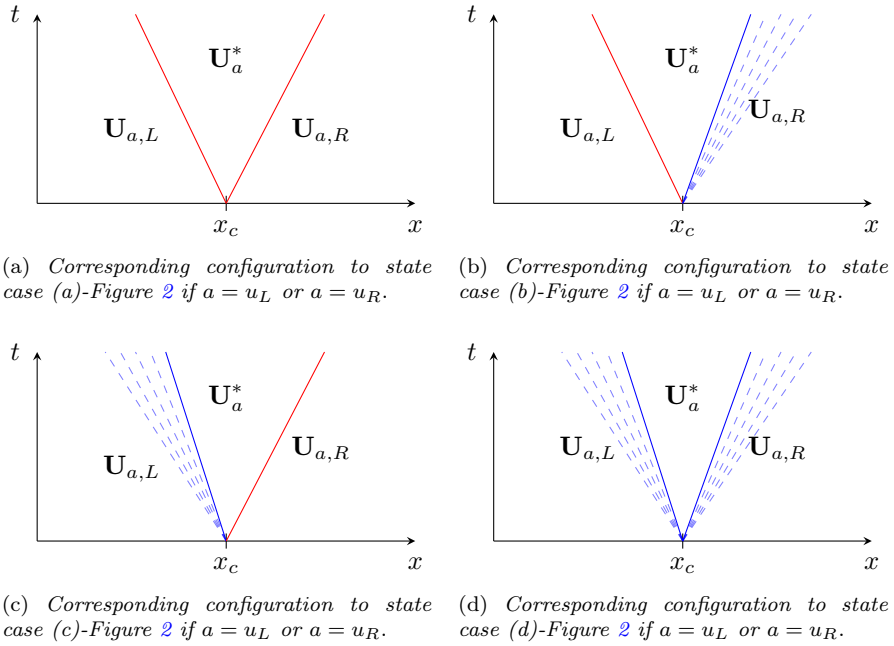 t
U*a
U*a
t
Ua,L
Ua,R
Ua,L
Ua,R
xc
x
xc
x
(a) Corresponding configuration to state
case (a)-Figure 2 if a = uL or a = uR.
(b) Corresponding configuration to state
case (b)-Figure 2 if a = uL or a = uR.
t
U*a
t
U*a
Ua,L
Ua,R
Ua,L
Ua,R
xc
x
xc
x
(c) Corresponding configuration to state
case (c)-Figure 2 if a = uL or a = uR.
(d) Corresponding configuration to state
case (d)-Figure 2 if a = uL or a = uR.